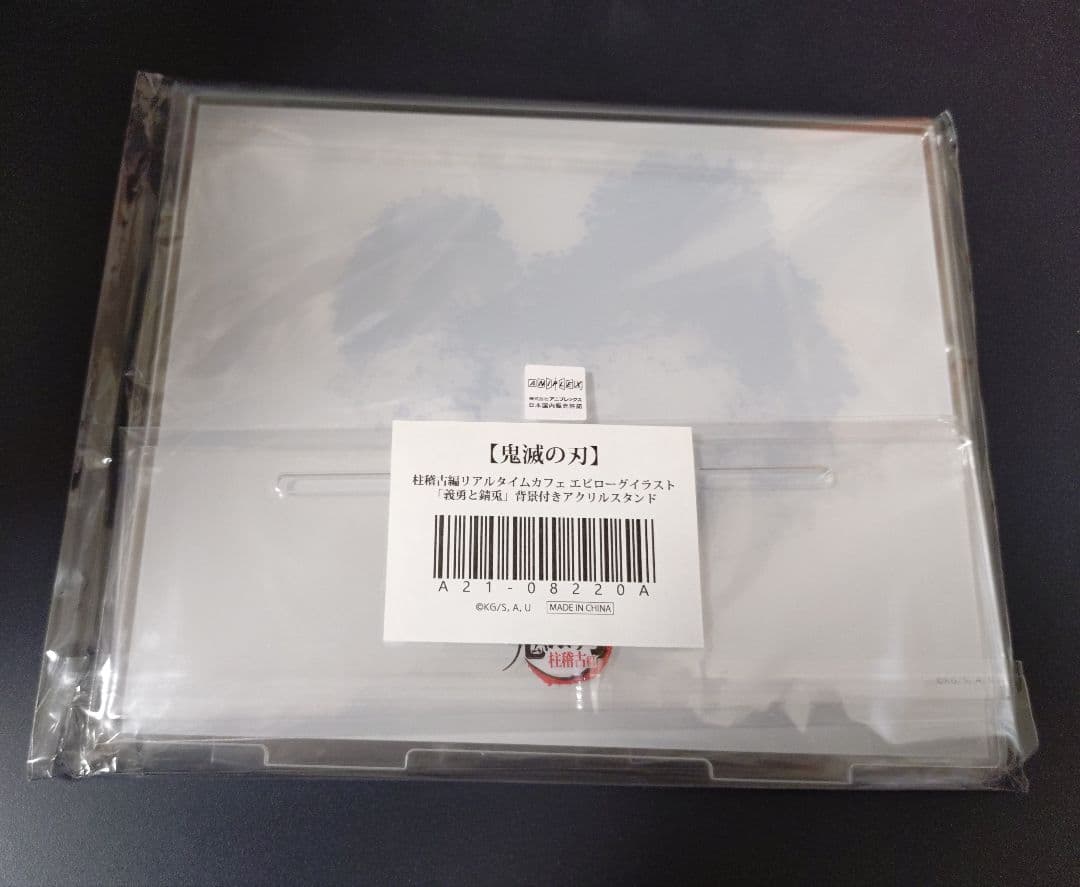 ANIPLEX
株式会社アニプレックス
日本国内販売許諾
【鬼滅の刃】
柱稽古編リアルタイムカフェ エピローグイラスト
「義勇と錆兎」背景付きアクリルスタンド
A21-08220A
©KG/S, A, U MADE IN CHINA
柱稽古編
©KG/S, A,